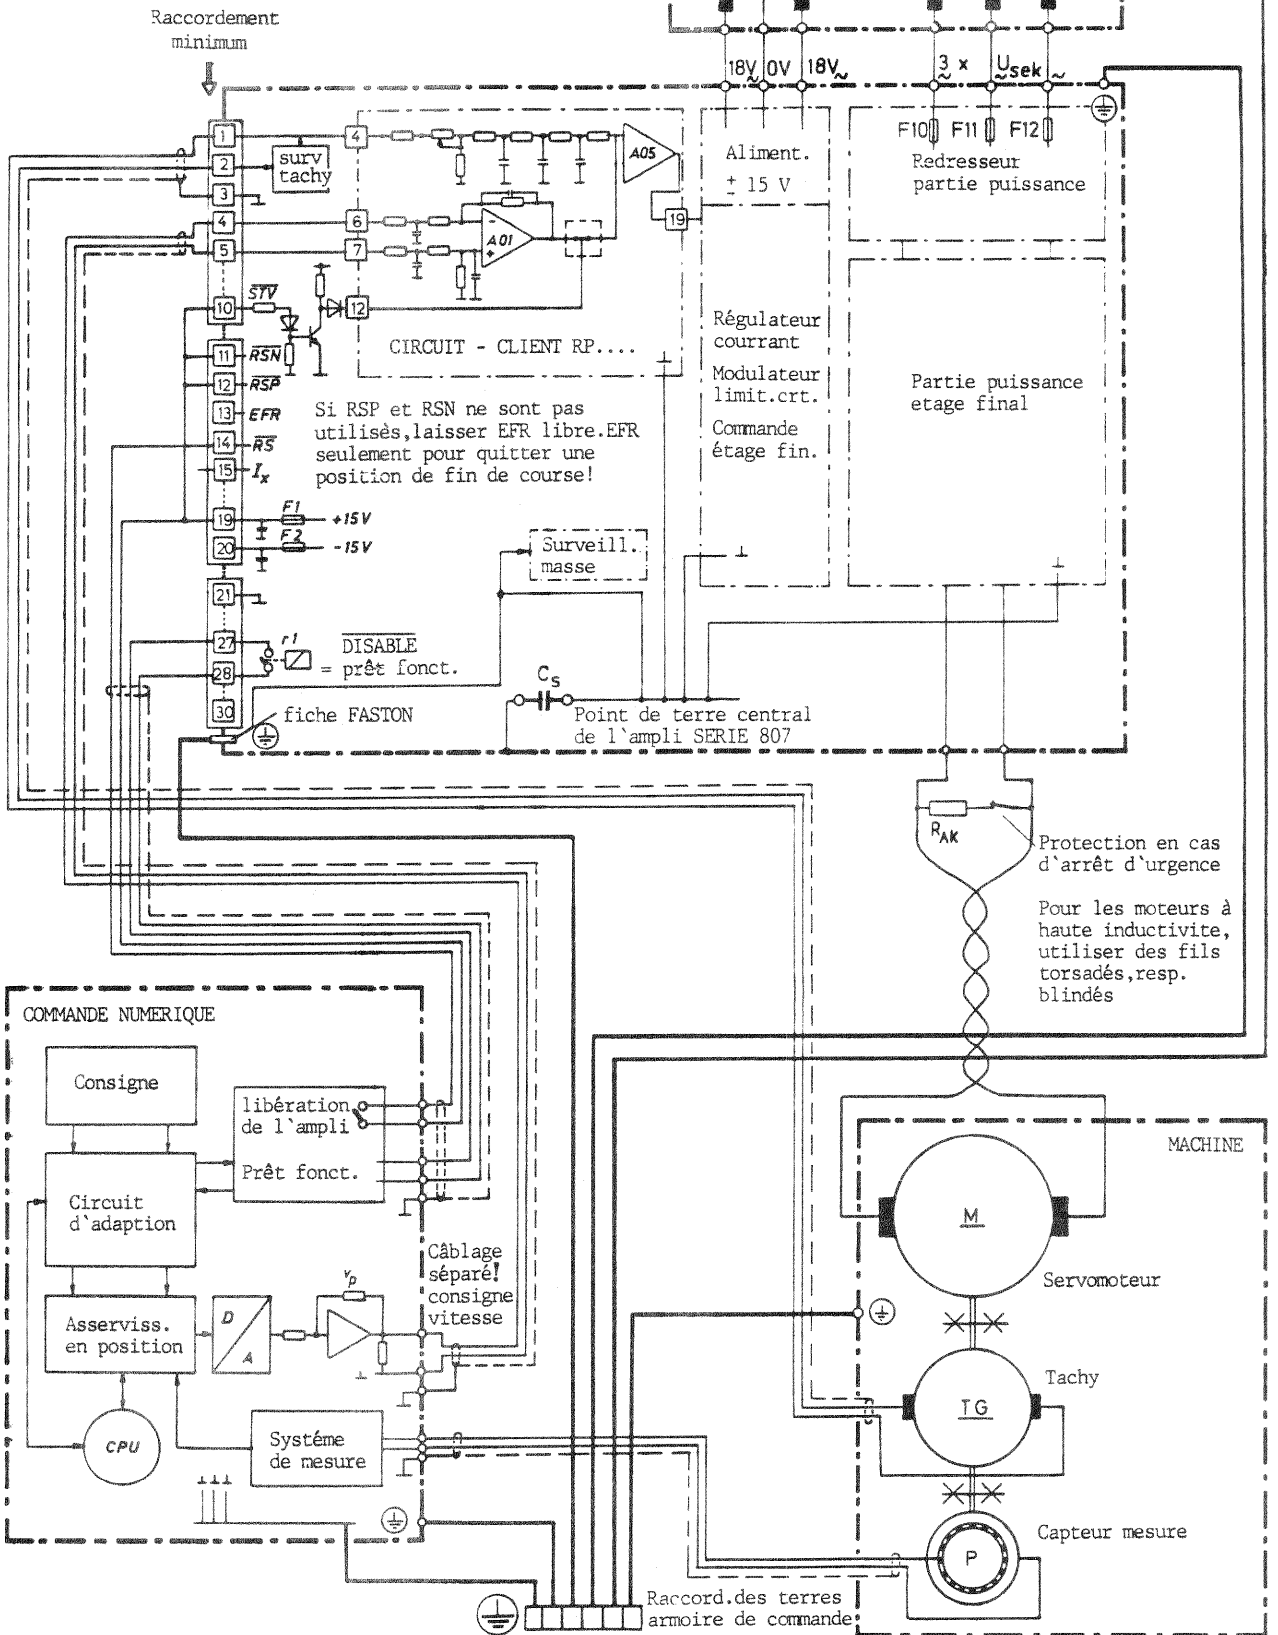 Raccordement
minimum
18V~ 0V 18V~
3 x Usek ~
~ ~
1
2
3
4
5
10
11
12
13
14
15
19
20
21
27
28
30
surv
tachy
4
6
7
12
19
A05
A01
STV
RSN
RSP
EFR
RS
Ix
F1
+15V
F2
-15V
CIRCUIT - CLIENT RP....
Si RSP et RSN ne sont pas
utilisès,laisser EFR libre.EFR
seulement pour quitter une
position de fin de course!
Aliment.
± 15 V
Régulateur
courrant
Modulateur
limit.crt.
Commande
étage fin.
F10 F11 F12
Redresseur
partie puissance
Partie puissance
etage final
Surveill.
masse
r1
DISABLE
= prêt fonct.
fiche FASTON
Cs
Point de terre central
de l`ampli SERIE 807
RAK
Protection en cas
d`arrêt d`urgence
Pour les moteurs à
haute inductivite,
utiliser des fils
torsadés,resp.
blindés
COMMANDE NUMERIQUE
Consigne
libération
de l`ampli
Prêt fonct.
Circuit
d`adaption
Câblage
séparé!
consigne
vitesse
Asserviss.
en position
D
A
vp
CPU
Systéme
de mesure
MACHINE
M
Servomoteur
Tachy
TG
Capteur mesure
P
Raccord.des terres
armoire de commande